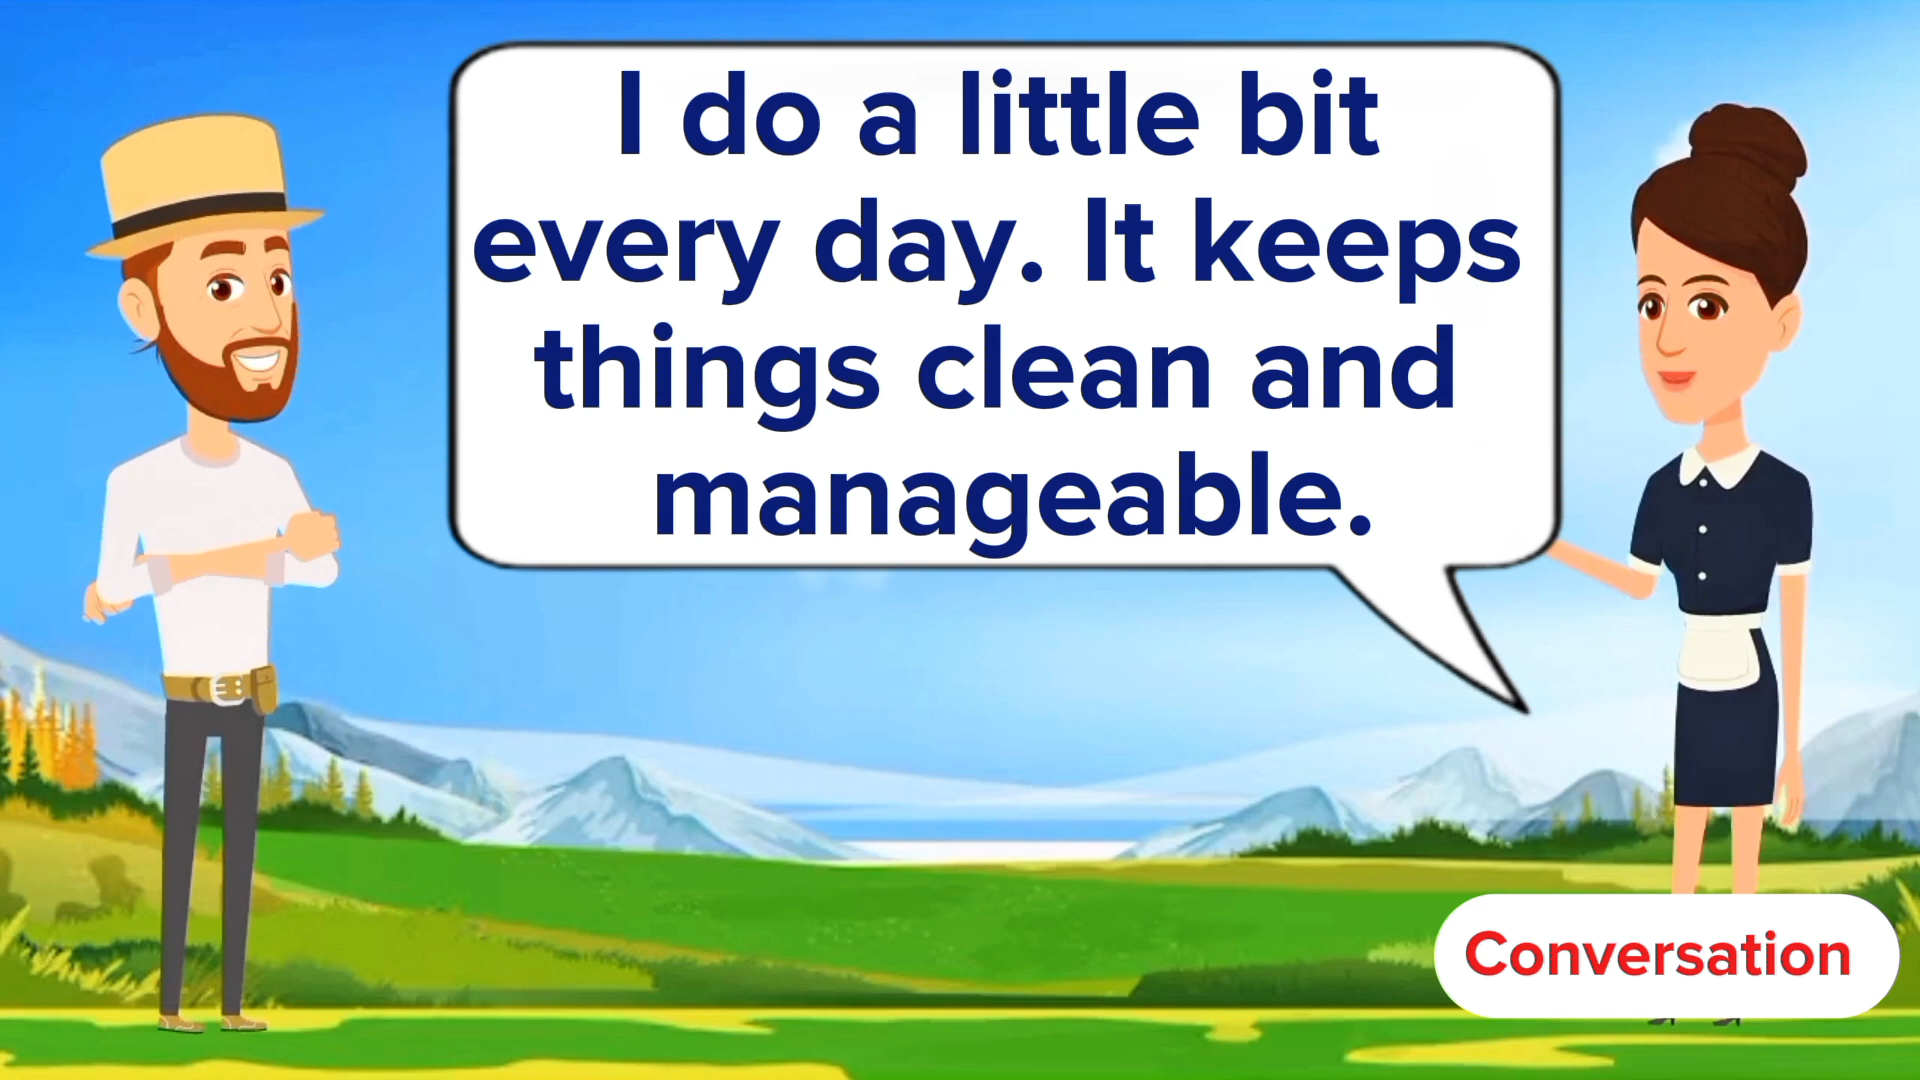 I do a little bit
every day. It keeps
things clean and
manageable.
Conversation